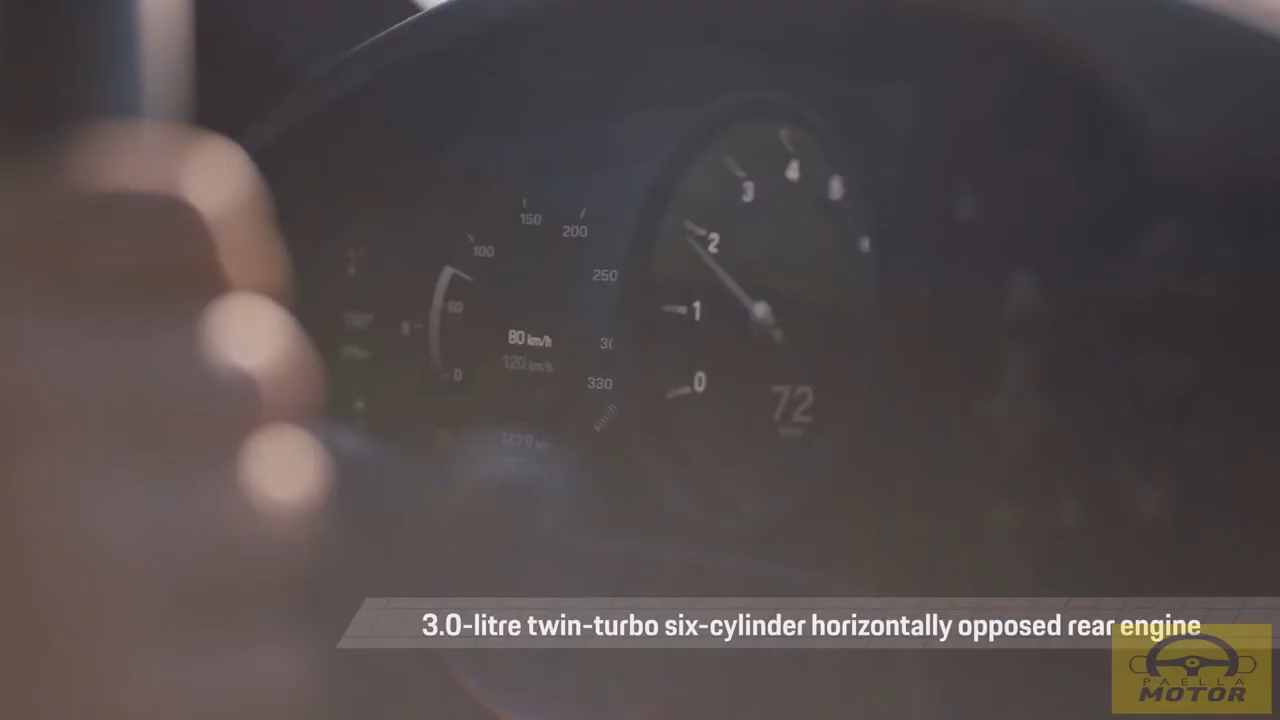 150
200
100
250
50
80 km/h
120 km/h
0
330
km/h
4
3
2
1
0
72
3.0-litre twin-turbo six-cylinder horizontally opposed rear engine
PAELLA
MOTOR